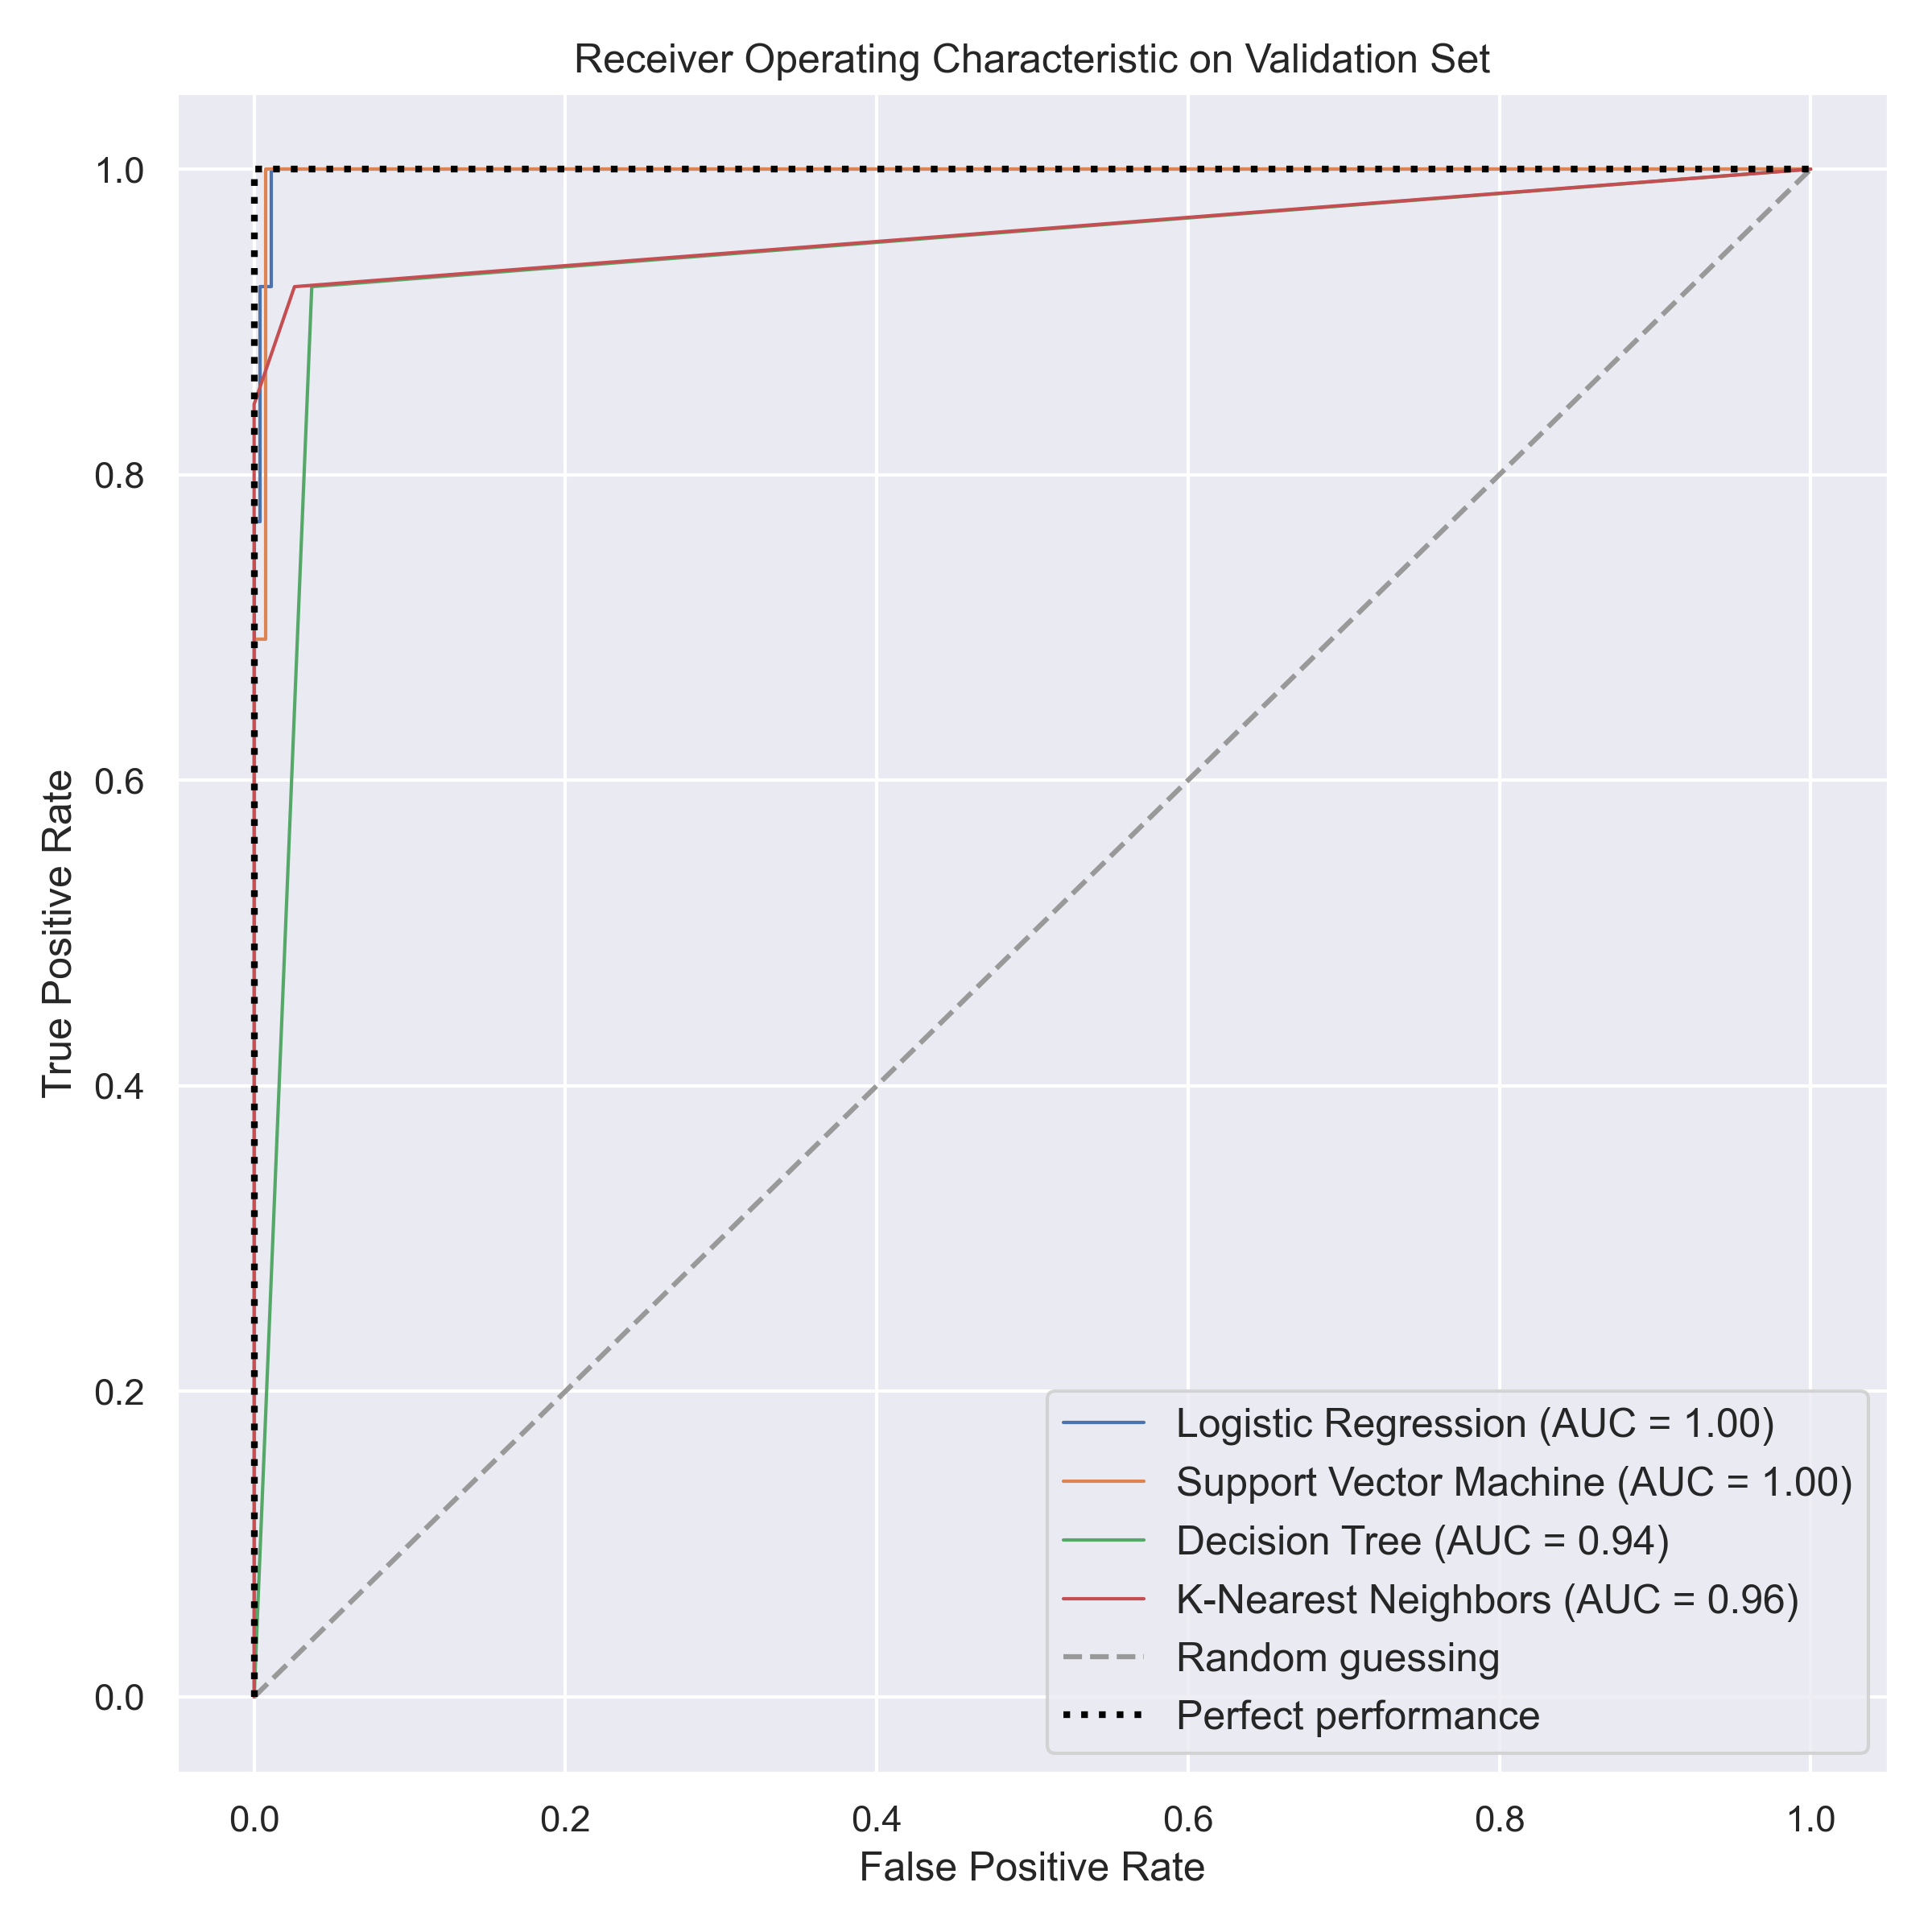 Receiver Operating Characteristic on Validation Set
True Positive Rate
1.0
0.8
0.6
0.4
0.2
0.0
Logistic Regression (AUC = 1.00)
Support Vector Machine (AUC = 1.00)
Decision Tree (AUC = 0.94)
K-Nearest Neighbors (AUC = 0.96)
Random guessing
Perfect performance
0.0 0.2 0.4 0.6 0.8 1.0
False Positive Rate